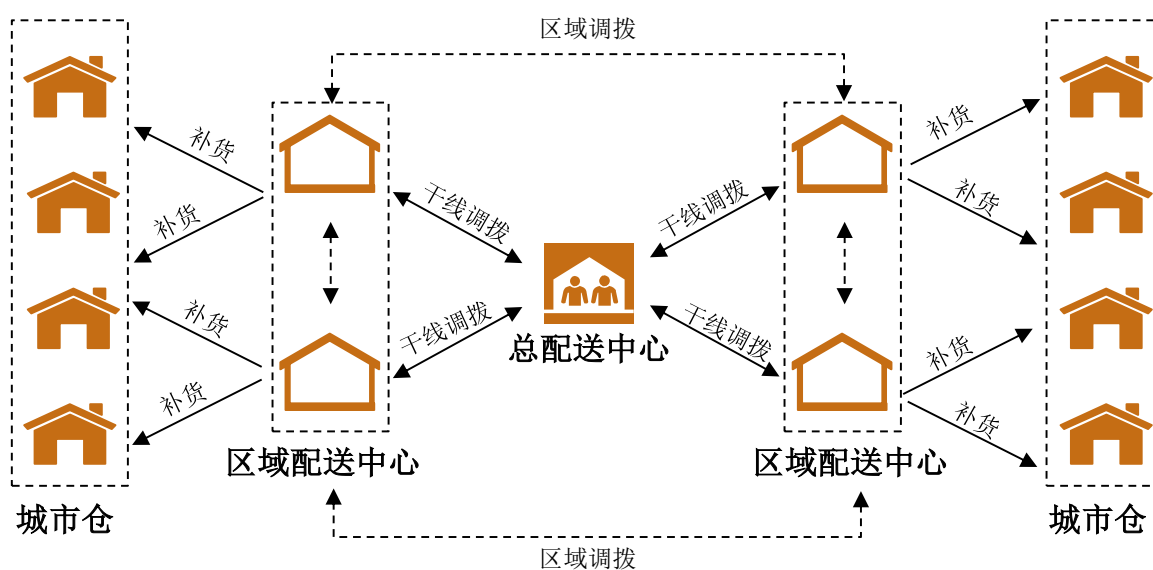 区域调拨
补货
补货
补货
补货
干线调拨
干线调拨
总配送中心
干线调拨
干线调拨
补货
补货
补货
补货
区域配送中心
区域配送中心
城市仓
城市仓
区域调拨